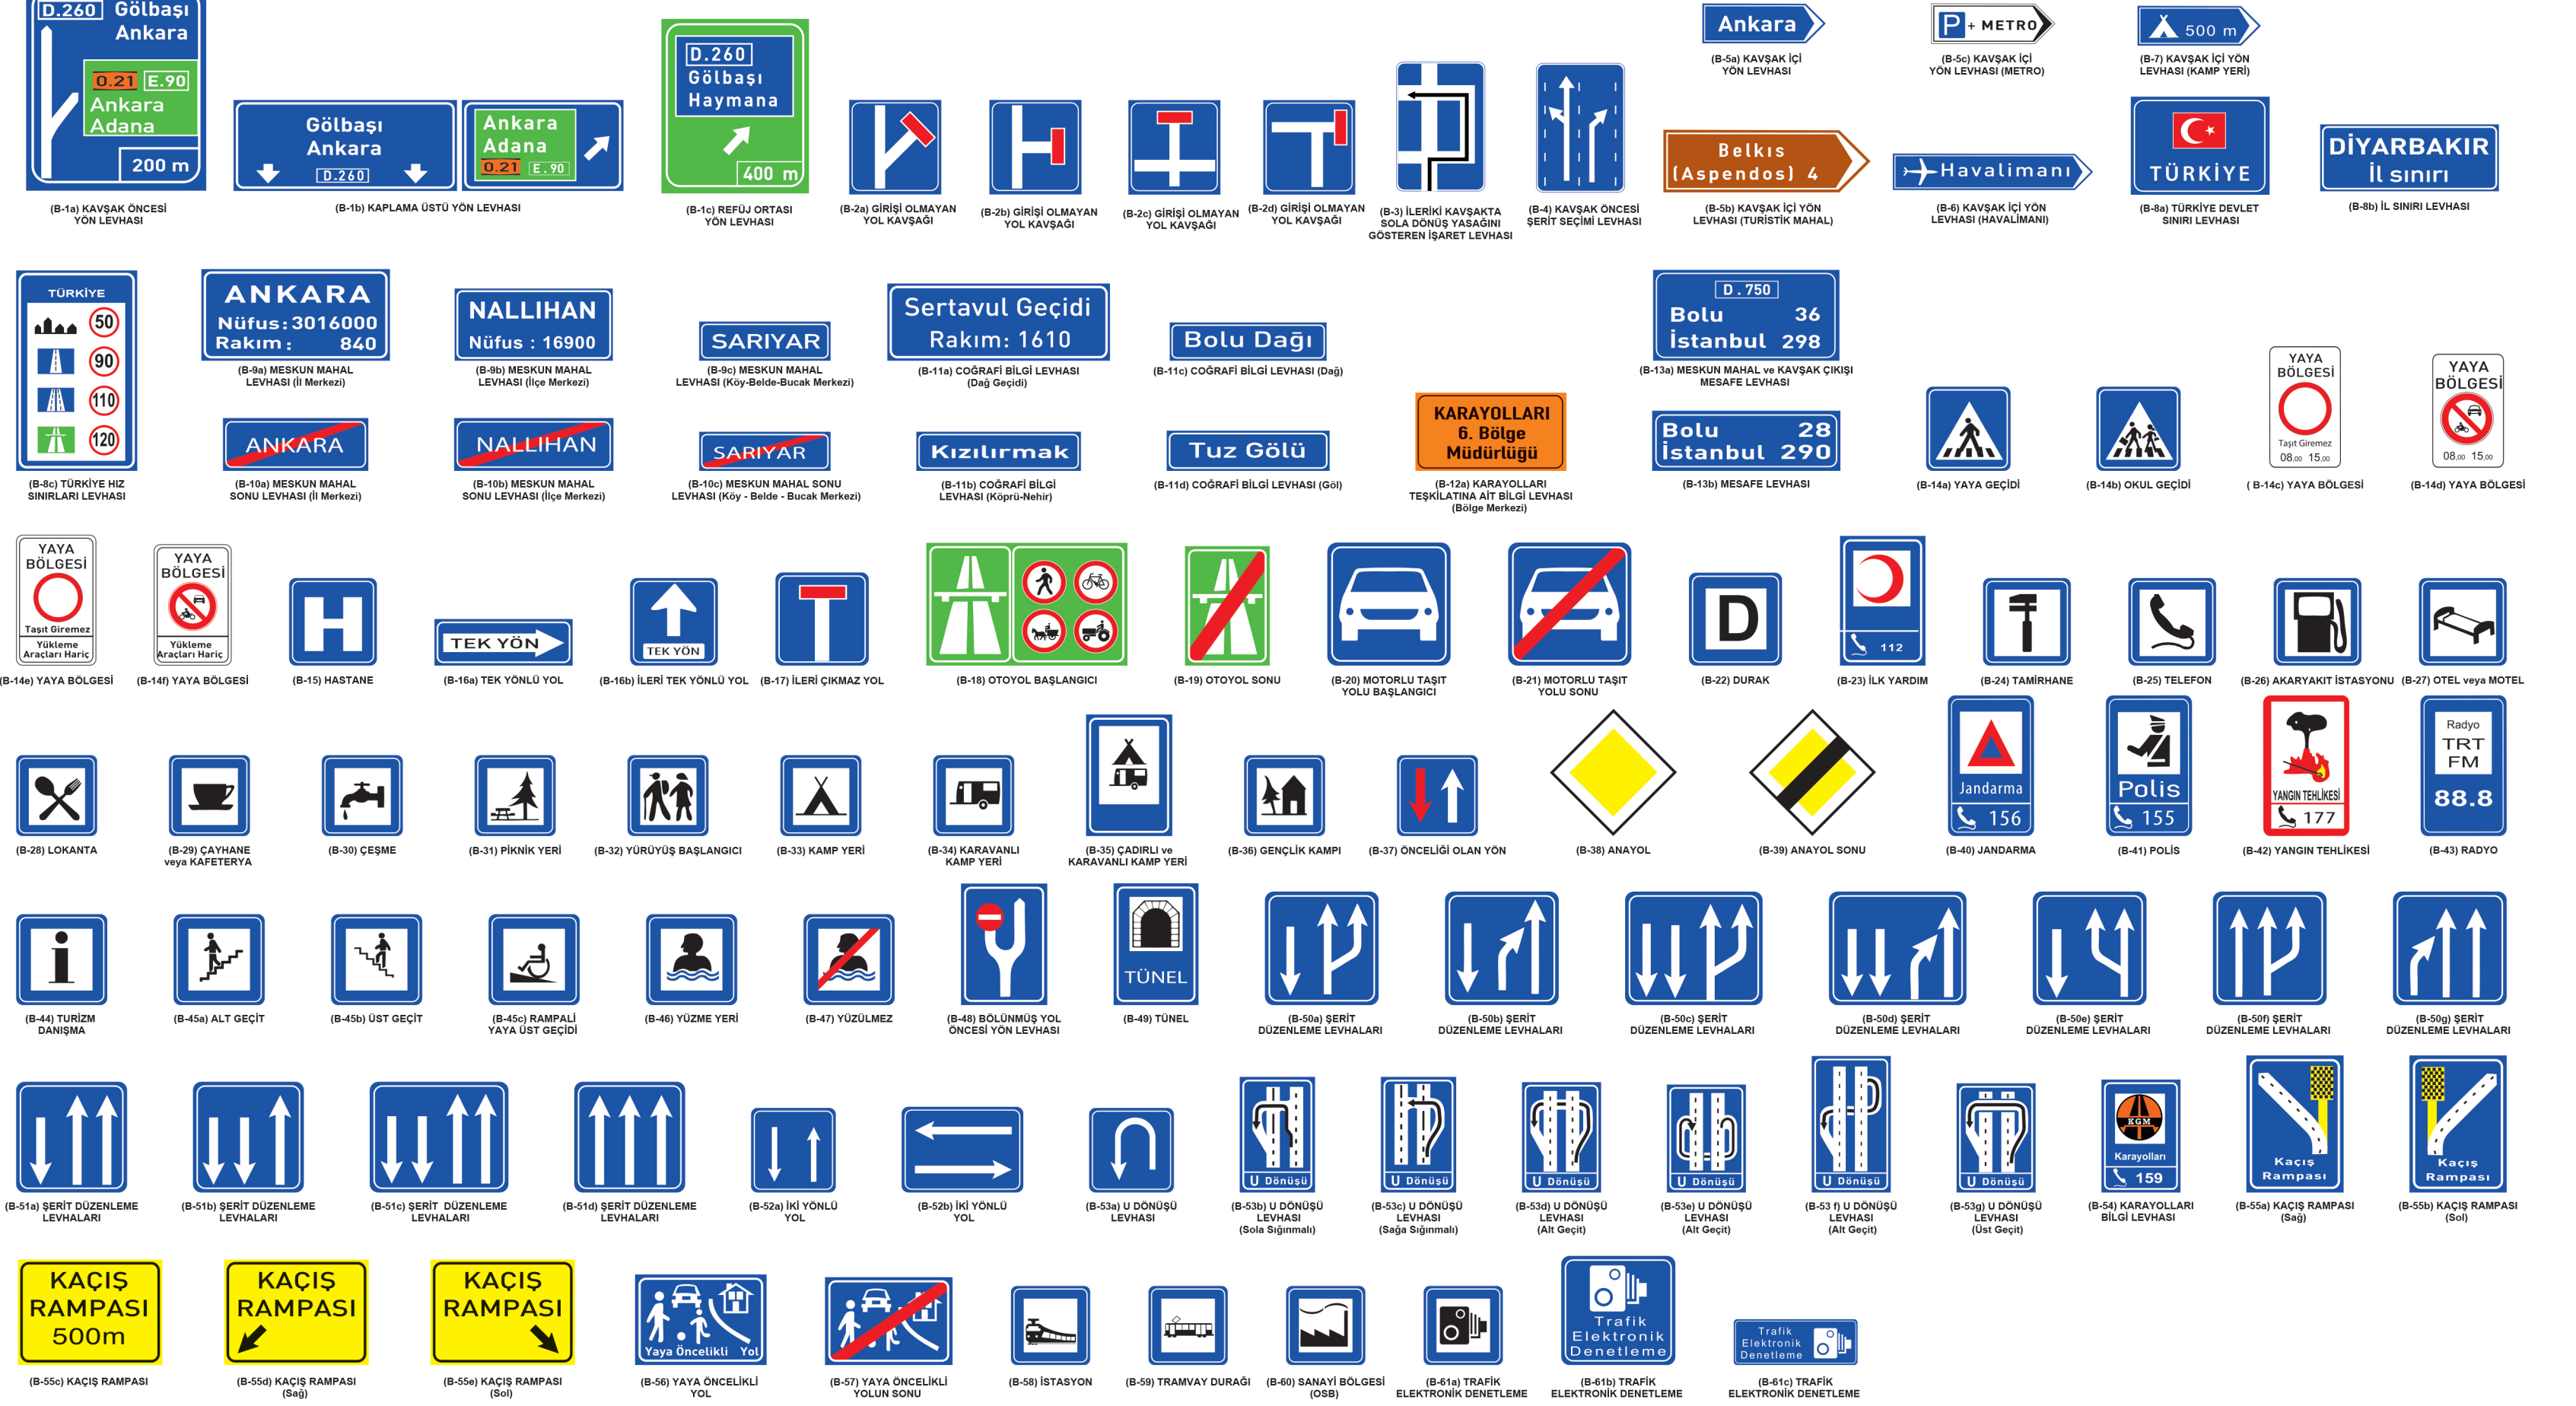 D.260 Gölbaşı
Ankara
0.21 E.90
Ankara
Adana
200 m
(B-1a) KAVŞAK ÖNCESİ
YÖN LEVHASI
Gölbaşı
Ankara
D.260
Ankara
Adana
0.21 E.90
(B-1b) KAPLAMA ÜSTÜ YÖN LEVHASI
D.260
Gölbaşı
Haymana
400 m
(B-1c) REFÜJ ORTASI
YÖN LEVHASI
(B-2a) GİRİŞİ OLMAYAN
YOL KAVŞAĞI
(B-2b) GİRİŞİ OLMAYAN
YOL KAVŞAĞI
(B-2c) GİRİŞİ OLMAYAN
YOL KAVŞAĞI
(B-2d) GİRİŞİ OLMAYAN
YOL KAVŞAĞI
(B-3) İLERİKİ KAVŞAKTA
SOLA DÖNÜŞ YASAĞINI
GÖSTEREN İŞARET LEVHASI
(B-4) KAVŞAK ÖNCESİ
ŞERİT SEÇİMİ LEVHASI
Ankara
(B-5a) KAVŞAK İÇİ
YÖN LEVHASI
P + METRO
(B-5c) KAVŞAK İÇİ
YÖN LEVHASI (METRO)
500 m
(B-7) KAVŞAK İÇİ YÖN
LEVHASI (KAMP YERİ)
Belkıs
(Aspendos) 4
(B-5b) KAVŞAK İÇİ YÖN
LEVHASI (TURİSTİK MAHAL)
Havalimanı
(B-6) KAVŞAK İÇİ YÖN
LEVHASI (HAVALİMANI)
TÜRKİYE
(B-8a) TÜRKİYE DEVLET
SINIRI LEVHASI
DİYARBAKIR
İl sınırı
(B-8b) İL SINIRI LEVHASI
TÜRKİYE
50
90
110
120
(B-8c) TÜRKİYE HIZ
SINIRLARI LEVHASI
ANKARA
Nüfus:3016000
Rakım: 840
(B-9a) MESKUN MAHAL
LEVHASI (İl Merkezi)
NALLIHAN
Nüfus : 16900
(B-9b) MESKUN MAHAL
LEVHASI (İlçe Merkezi)
SARIYAR
(B-9c) MESKUN MAHAL
LEVHASI (Köy-Belde-Bucak Merkezi)
Sertavul Geçidi
Rakım: 1610
(B-11a) COĞRAFİ BİLGİ LEVHASI
(Dağ Geçidi)
Bolu Dağı
(B-11c) COĞRAFİ BİLGİ LEVHASI (Dağ)
D.750
Bolu 36
İstanbul 298
(B-13a) MESKUN MAHAL ve KAVŞAK ÇIKIŞI
MESAFE LEVHASI
ANKARA
(B-10a) MESKUN MAHAL
SONU LEVHASI (İl Merkezi)
NALLIHAN
(B-10b) MESKUN MAHAL
SONU LEVHASI (İlçe Merkezi)
SARIYAR
(B-10c) MESKUN MAHAL SONU
LEVHASI (Köy - Belde - Bucak Merkezi)
Kızılırmak
(B-11b) COĞRAFİ BİLGİ
LEVHASI (Köprü-Nehir)
Tuz Gölü
(B-11d) COĞRAFİ BİLGİ LEVHASI (Göl)
KARAYOLLARI
6. Bölge
Müdürlüğü
(B-12a) KARAYOLLARI
TEŞKİLATINA AİT BİLGİ LEVHASI
(Bölge Merkezi)
Bolu 28
İstanbul 290
(B-13b) MESAFE LEVHASI
(B-14a) YAYA GEÇİDİ
(B-14b) OKUL GEÇİDİ
YAYA
BÖLGESİ
Taşıt Giremez
08.00 15.00
( B-14c) YAYA BÖLGESİ
YAYA
BÖLGESİ
08.00 15.00
(B-14d) YAYA BÖLGESİ
YAYA
BÖLGESİ
Taşıt Giremez
Yükleme
Araçları Hariç
(B-14e) YAYA BÖLGESİ
YAYA
BÖLGESİ
Yükleme
Araçları Hariç
(B-14f) YAYA BÖLGESİ
H
(B-15) HASTANE
TEK YÖN
(B-16a) TEK YÖNLÜ YOL
TEK YÖN
(B-16b) İLERİ TEK YÖNLÜ YOL
(B-17) İLERİ ÇIKMAZ YOL
(B-18) OTOYOL BAŞLANGICI
(B-19) OTOYOL SONU
(B-20) MOTORLU TAŞIT
YOLU BAŞLANGICI
(B-21) MOTORLU TAŞIT
YOLU SONU
D
(B-22) DURAK
112
(B-23) İLK YARDIM
(B-24) TAMİRHANE
(B-25) TELEFON
(B-26) AKARYAKIT İSTASYONU
(B-27) OTEL veya MOTEL
(B-28) LOKANTA
(B-29) ÇAYHANE
veya KAFETERYA
(B-30) ÇEŞME
(B-31) PİKNİK YERİ
(B-32) YÜRÜYÜŞ BAŞLANGICI
(B-33) KAMP YERİ
(B-34) KARAVANLI
KAMP YERİ
(B-35) ÇADIRLI ve
KARAVANLI KAMP YERİ
(B-36) GENÇLİK KAMPI
(B-37) ÖNCELİĞİ OLAN YÖN
(B-38) ANAYOL
(B-39) ANAYOL SONU
Jandarma
156
(B-40) JANDARMA
Polis
155
(B-41) POLİS
YANGIN TEHLİKESİ
177
(B-42) YANGIN TEHLİKESİ
Radyo
TRT
FM
88.8
(B-43) RADYO
i
(B-44) TURİZM
DANIŞMA
(B-45a) ALT GEÇİT
(B-45b) ÜST GEÇİT
(B-45c) RAMPALI
YAYA ÜST GEÇİDİ
(B-46) YÜZME YERİ
(B-47) YÜZÜLMEZ
(B-48) BÖLÜNMÜŞ YOL
ÖNCESİ YÖN LEVHASI
TÜNEL
(B-49) TÜNEL
(B-50a) ŞERİT
DÜZENLEME LEVHALARI
(B-50b) ŞERİT
DÜZENLEME LEVHALARI
(B-50c) ŞERİT
DÜZENLEME LEVHALARI
(B-50d) ŞERİT
DÜZENLEME LEVHALARI
(B-50e) ŞERİT
DÜZENLEME LEVHALARI
(B-50f) ŞERİT
DÜZENLEME LEVHALARI
(B-50g) ŞERİT
DÜZENLEME LEVHALARI
(B-51a) ŞERİT DÜZENLEME
LEVHALARI
(B-51b) ŞERİT DÜZENLEME
LEVHALARI
(B-51c) ŞERİT DÜZENLEME
LEVHALARI
(B-51d) ŞERİT DÜZENLEME
LEVHALARI
(B-52a) İKİ YÖNLÜ
YOL
(B-52b) İKİ YÖNLÜ
YOL
(B-53a) U DÖNÜŞÜ
LEVHASI
U Dönüşü
(B-53b) U DÖNÜŞÜ
LEVHASI
(Sola Sığınmalı)
U Dönüşü
(B-53c) U DÖNÜŞÜ
LEVHASI
(Sağa Sığınmalı)
U Dönüşü
(B-53d) U DÖNÜŞÜ
LEVHASI
(Alt Geçit)
U Dönüşü
(B-53e) U DÖNÜŞÜ
LEVHASI
(Alt Geçit)
U Dönüşü
(B-53 f) U DÖNÜŞÜ
LEVHASI
(Alt Geçit)
U Dönüşü
(B-53g) U DÖNÜŞÜ
LEVHASI
(Üst Geçit)
KGM
Karayolları
159
(B-54) KARAYOLLARI
BİLGİ LEVHASI
Kaçış
Rampası
(B-55a) KAÇIŞ RAMPASI
(Sağ)
Kaçış
Rampası
(B-55b) KAÇIŞ RAMPASI
(Sol)
KAÇIŞ
RAMPASI
500m
(B-55c) KAÇIŞ RAMPASI
KAÇIŞ
RAMPASI
(B-55d) KAÇIŞ RAMPASI
(Sağ)
KAÇIŞ
RAMPASI
(B-55e) KAÇIŞ RAMPASI
(Sol)
Yaya Öncelikli Yol
(B-56) YAYA ÖNCELİKLİ
YOL
(B-57) YAYA ÖNCELİKLİ
YOLUN SONU
(B-58) İSTASYON
(B-59) TRAMVAY DURAĞI
(B-60) SANAYİ BÖLGESİ
(OSB)
(B-61a) TRAFİK
ELEKTRONİK DENETLEME
Trafik
Elektronik
Denetleme
(B-61b) TRAFİK
ELEKTRONİK DENETLEME
Trafik
Elektronik
Denetleme
(B-61c) TRAFİK
ELEKTRONİK DENETLEME